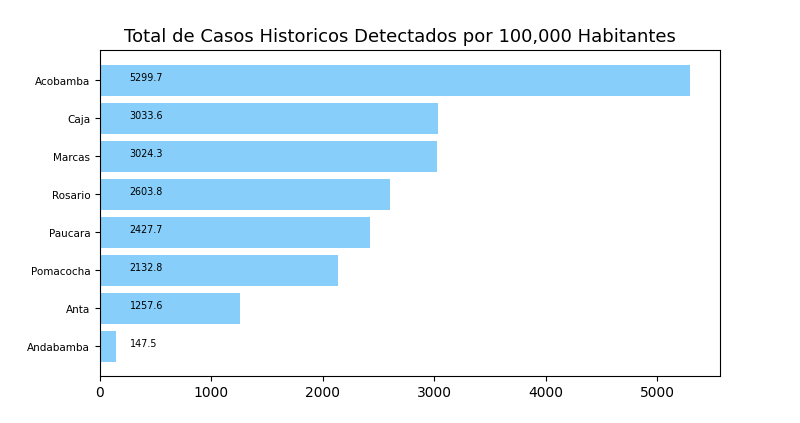 Total de Casos Historicos Detectados por 100,000 Habitantes
Acobamba 5299.7
Caja 3033.6
Marcas 3024.3
Rosario 2603.8
Paucara 2427.7
Pomacocha 2132.8
Anta 1257.6
Andabamba 147.5
0 1000 2000 3000 4000 5000